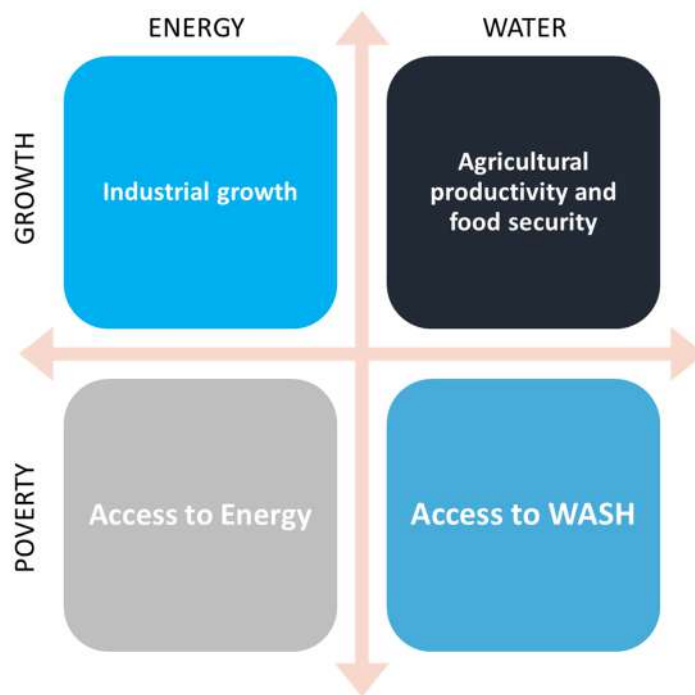 ENERGY
WATER
GROWTH
Industrial growth
Agricultural
productivity and
food security
POVERTY
Access to Energy
Access to WASH